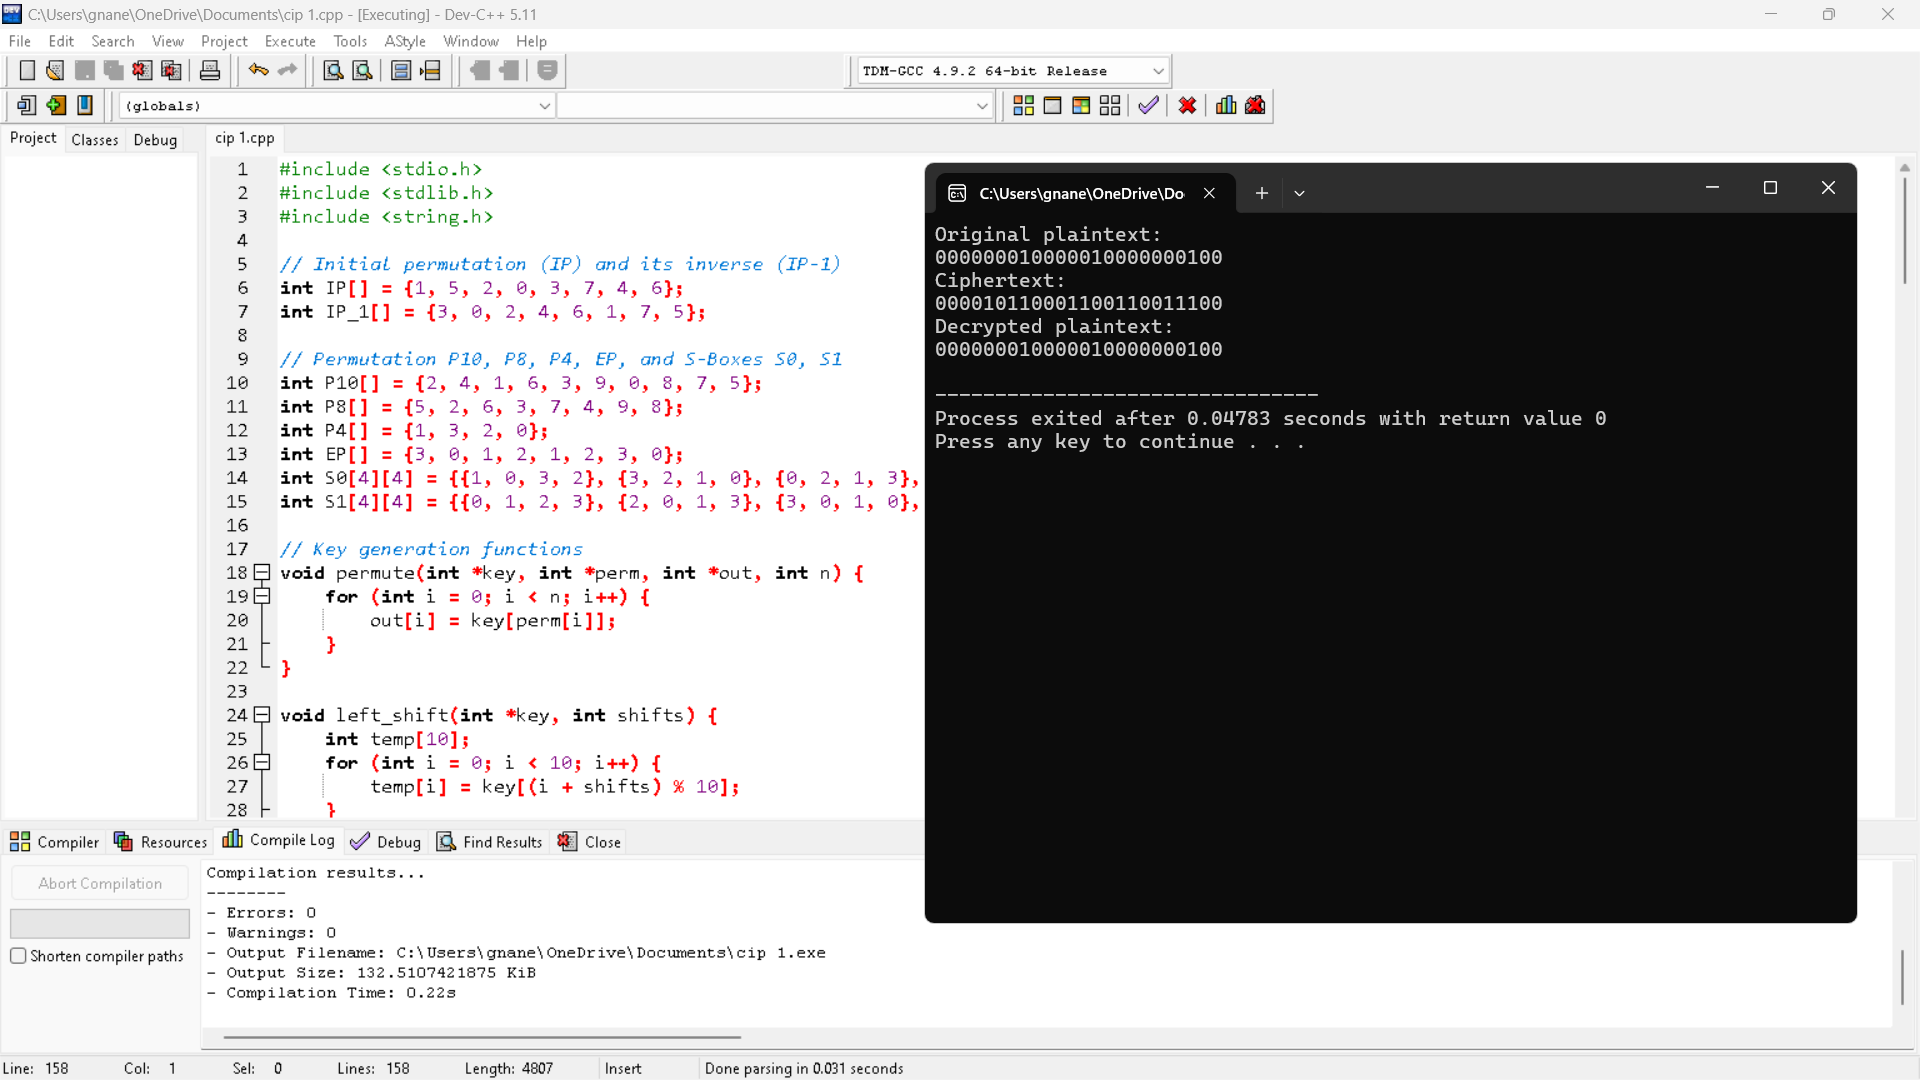 C:\Users\gnane\OneDrive\Documents\cip 1.cpp - [Executing] - Dev-C++ 5.11
File Edit Search View Project Execute Tools AStyle Window Help
TDM-GCC 4.9.2 64-bit Release
(globals)
Project Classes Debug
cip 1.cpp
1 #include <stdio.h>
2 #include <stdlib.h>
3 #include <string.h>
4
5 // Initial permutation (IP) and its inverse (IP-1)
6 int IP[] = {1, 5, 2, 0, 3, 7, 4, 6};
7 int IP_1[] = {3, 0, 2, 4, 6, 1, 7, 5};
8
9 // Permutation P10, P8, P4, EP, and S-Boxes S0, S1
10 int P10[] = {2, 4, 1, 6, 3, 9, 0, 8, 7, 5};
11 int P8[] = {5, 2, 6, 3, 7, 4, 9, 8};
12 int P4[] = {1, 3, 2, 0};
13 int EP[] = {3, 0, 1, 2, 1, 2, 3, 0};
14 int S0[4][4] = {{1, 0, 3, 2}, {3, 2, 1, 0}, {0, 2, 1, 3},
15 int S1[4][4] = {{0, 1, 2, 3}, {2, 0, 1, 3}, {3, 0, 1, 0},
16
17 // Key generation functions
18 void permute(int *key, int *perm, int *out, int n) {
19 for (int i = 0; i < n; i++) {
20 out[i] = key[perm[i]];
21 }
22 }
23
24 void left_shift(int *key, int shifts) {
25 int temp[10];
26 for (int i = 0; i < 10; i++) {
27 temp[i] = key[(i + shifts) % 10];
28 }
C:\Users\gnane\OneDrive\Do
Original plaintext:
000000010000010000000100
Ciphertext:
000010110001100110011100
Decrypted plaintext:
000000010000010000000100
--------------------------------
Process exited after 0.04783 seconds with return value 0
Press any key to continue . . .
Compiler Resources Compile Log Debug Find Results Close
Abort Compilation
Shorten compiler paths
Compilation results...
--------
- Errors: 0
- Warnings: 0
- Output Filename: C:\Users\gnane\OneDrive\Documents\cip 1.exe
- Output Size: 132.5107421875 KiB
- Compilation Time: 0.22s
Line: 158 Col: 1 Sel: 0 Lines: 158 Length: 4807 Insert Done parsing in 0.031 seconds